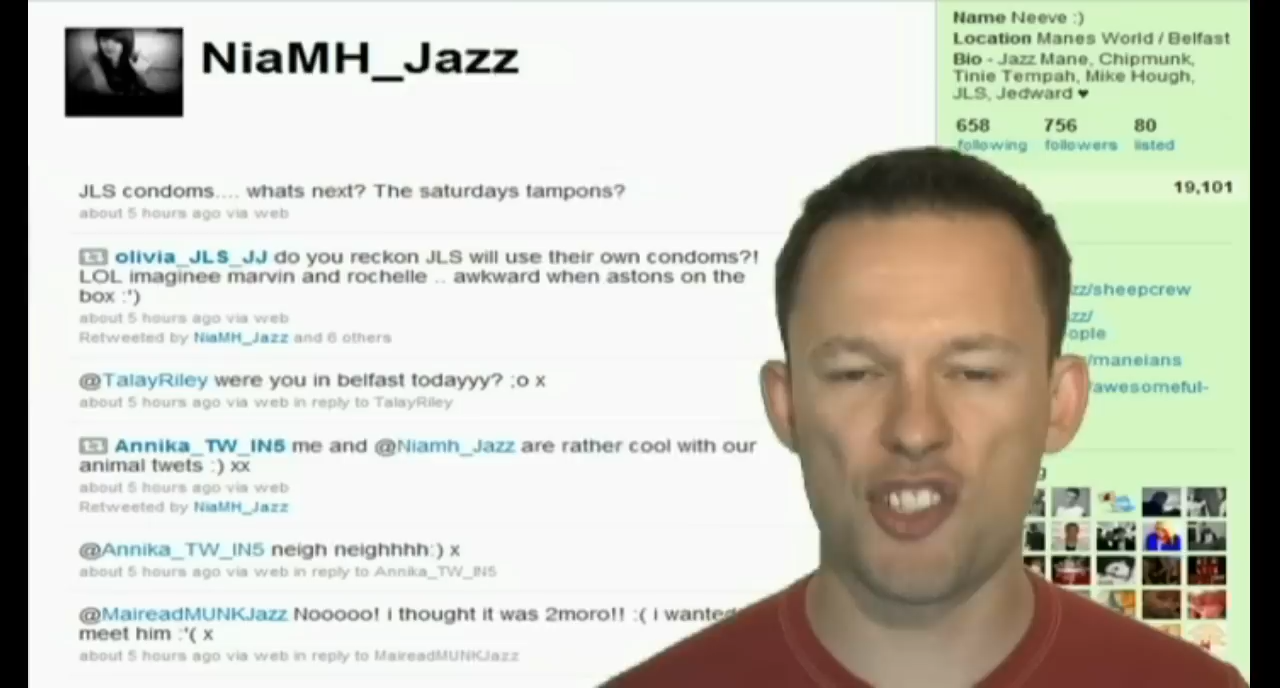 NiaMH_Jazz
JLS condoms.... whats next? The saturdays tampons?
about 5 hours ago via web
olivia_JLS_JJ do you reckon JLS will use their own condoms?!
LOL imaginee marvin and rochelle .. awkward when astons on the
box :')
about 5 hours ago via web
Retweeted by NiaMH_Jazz and 6 others
@TalayRiley were you in belfast todayyy? ;o x
about 5 hours ago via web in reply to TalayRiley
Annika_TW_IN5 me and @Niamh_Jazz are rather cool with our
animal twets :) xx
about 5 hours ago via web
Retweeted by NiaMH_Jazz
@Annika_TW_IN5 neigh neighhhh:) x
about 5 hours ago via web in reply to Annika_TW_IN5
@MaireadMUNKJazz Nooooo! i thought it was 2moro!! :( i wanted
meet him :'( x
about 5 hours ago via web in reply to MaireadMUNKJazz
Name Neeve :)
Location Manes World / Belfast
Bio - Jazz Mane, Chipmunk,
Tinie Tempah, Mike Hough,
JLS, Jedward ♥
658 756 80
following followers listed
19,101
zz/sheepcrew
zz/
ople
/maneians
/awesomeful-
g